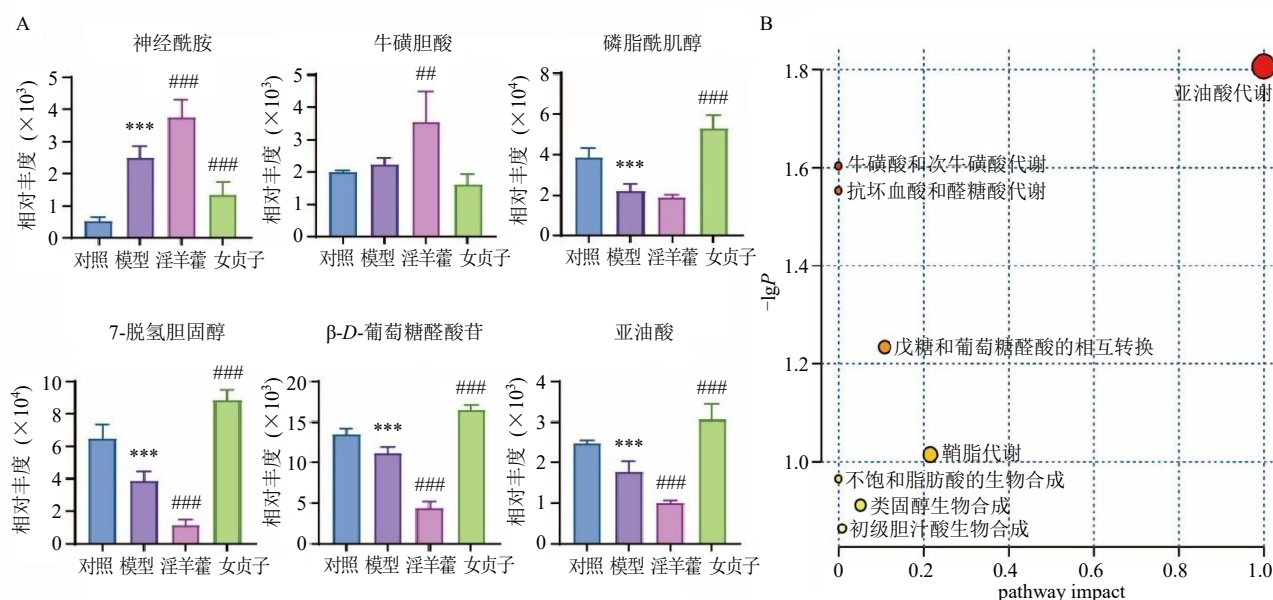 A
神经酰胺
相对丰度 (×10³)
5
4
3
2
1
0
***
###
###
对照 模型 淫羊藿 女贞子
牛磺胆酸
相对丰度 (×10³)
5
4
3
2
1
0
##
对照 模型 淫羊藿 女贞子
磷脂酰肌醇
相对丰度 (×10⁴)
8
6
4
2
0
***
###
对照 模型 淫羊藿 女贞子
7-脱氢胆固醇
相对丰度 (×10⁴)
10
8
6
4
2
0
***
###
###
对照 模型 淫羊藿 女贞子
β-D-葡萄糖醛酸苷
相对丰度 (×10³)
20
15
10
5
0
***
###
###
对照 模型 淫羊藿 女贞子
亚油酸
相对丰度 (×10³)
4
3
2
1
0
***
###
###
对照 模型 淫羊藿 女贞子
B
−lgP
1.8
1.6
1.4
1.2
1.0
亚油酸代谢
牛磺酸和次牛磺酸代谢
抗坏血酸和醛糖酸代谢
戊糖和葡萄糖醛酸的相互转换
鞘脂代谢
不饱和脂肪酸的生物合成
类固醇生物合成
初级胆汁酸生物合成
0 0.2 0.4 0.6 0.8 1.0
pathway impact